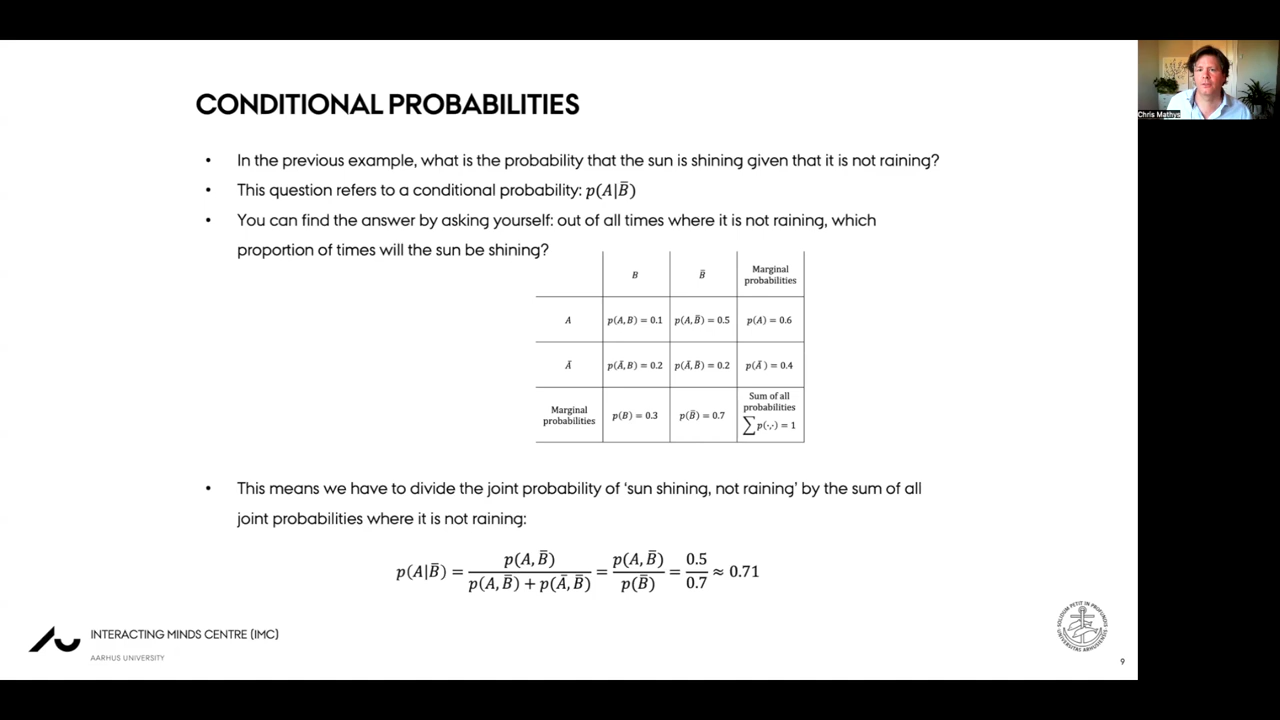 CONDITIONAL PROBABILITIES
Chris Mathys
• In the previous example, what is the probability that the sun is shining given that it is not raining?
• This question refers to a conditional probability: p(A|B̄)
• You can find the answer by asking yourself: out of all times where it is not raining, which
proportion of times will the sun be shining?
B B̄ Marginal probabilities
A p(A, B) = 0.1 p(A, B̄) = 0.5 p(A) = 0.6
Ā p(Ā, B) = 0.2 p(Ā, B̄) = 0.2 p(Ā ) = 0.4
Marginal probabilities p(B) = 0.3 p(B̄) = 0.7 Sum of all probabilities ∑ p(·,·) = 1
• This means we have to divide the joint probability of ‘sun shining, not raining’ by the sum of all
joint probabilities where it is not raining:
p(A|B̄) = p(A, B̄) / (p(A, B̄) + p(Ā, B̄)) = p(A, B̄) / p(B̄) = 0.5 / 0.7 ≈ 0.71
INTERACTING MINDS CENTRE (IMC)
AARHUS UNIVERSITY
SOLIDUM PETIT IN PROFUNDIS
UNIVERSITAS ARHUSIENSIS
9